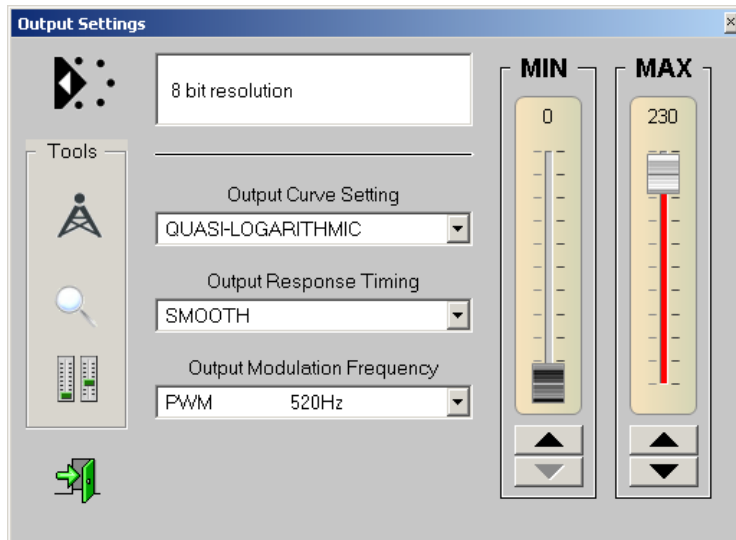 Output Settings
8 bit resolution
Tools
Output Curve Setting
QUASI-LOGARITHMIC
Output Response Timing
SMOOTH
Output Modulation Frequency
PWM 520Hz
MIN
0
MAX
230